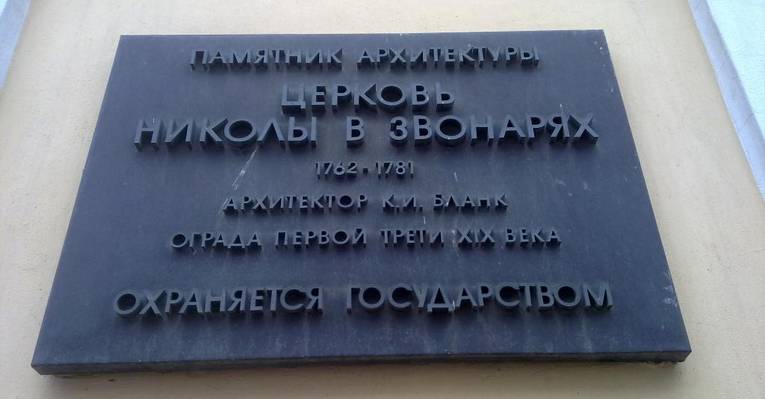 ПАМЯТНИК АРХИТЕКТУРЫ
ЦЕРКОВЬ
НИКОЛЫ В ЗВОНАРЯХ
1762-1781
АРХИТЕКТОР К.И. БЛАНК
ОГРАДА ПЕРВОЙ ТРЕТИ XIX ВЕКА
ОХРАНЯЕТСЯ ГОСУДАРСТВОМ